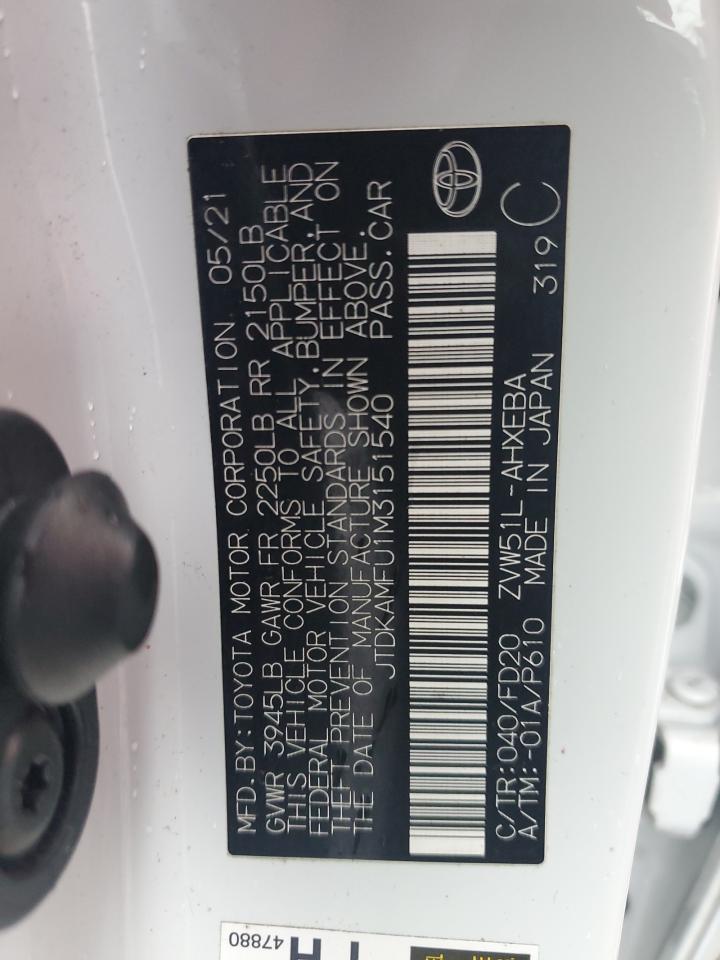 MFD. BY: TOYOTA MOTOR CORPORATION 05/21
GVWR 3945LB GAWR FR 2250LB RR 2150LB
THIS VEHICLE CONFORMS TO ALL APPLICABLE
FEDERAL MOTOR VEHICLE SAFETY, BUMPER, AND
THEFT PREVENTION STANDARDS IN EFFECT ON
THE DATE OF MANUFACTURE SHOWN ABOVE.
JTDKAMFU1M3151540 PASS. CAR
C/TR: 040/FD20 ZVW51L-AHXEBA
A/TM: -01A/P610 MADE IN JAPAN 319 C
47880